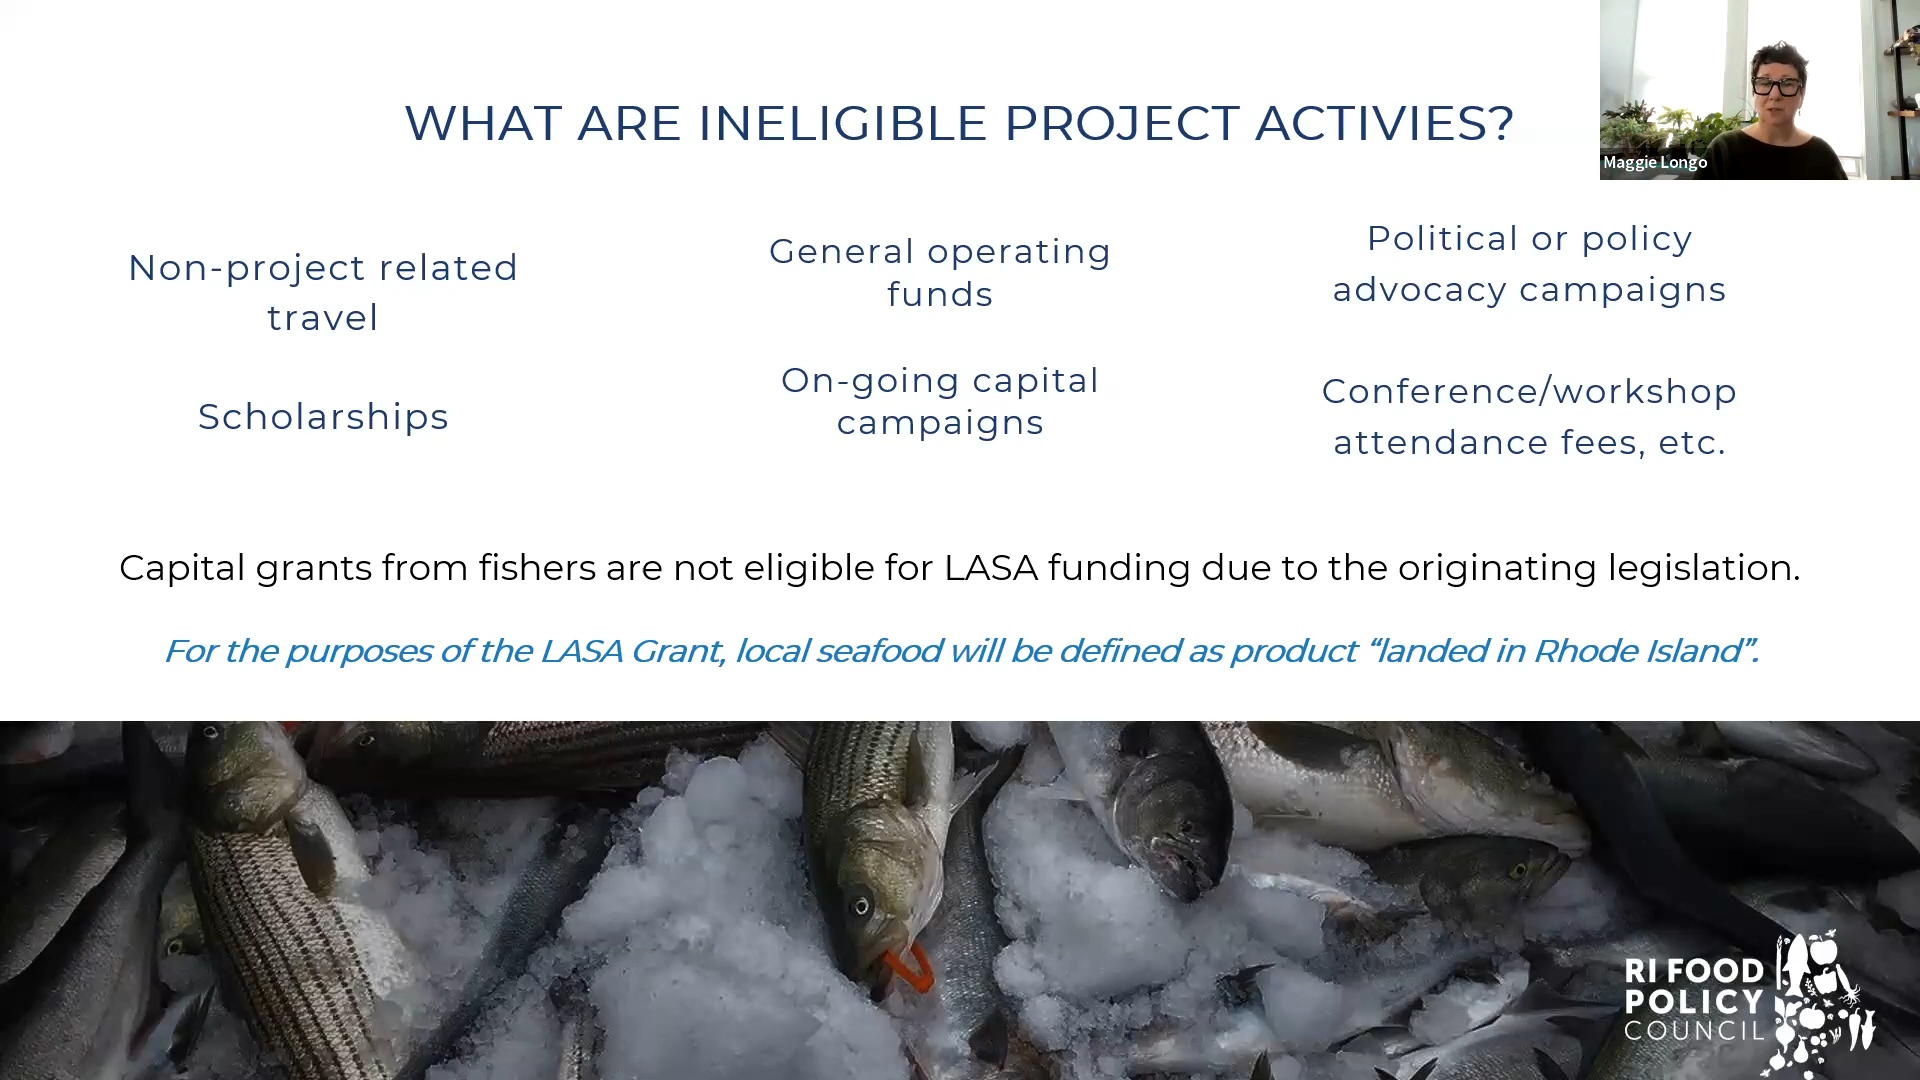 WHAT ARE INELIGIBLE PROJECT ACTIVIES?
Maggie Longo
Non-project related
travel
Scholarships
General operating
funds
On-going capital
campaigns
Political or policy
advocacy campaigns
Conference/workshop
attendance fees, etc.
Capital grants from fishers are not eligible for LASA funding due to the originating legislation.
For the purposes of the LASA Grant, local seafood will be defined as product “landed in Rhode Island”.
RI FOOD
POLICY
COUNCIL